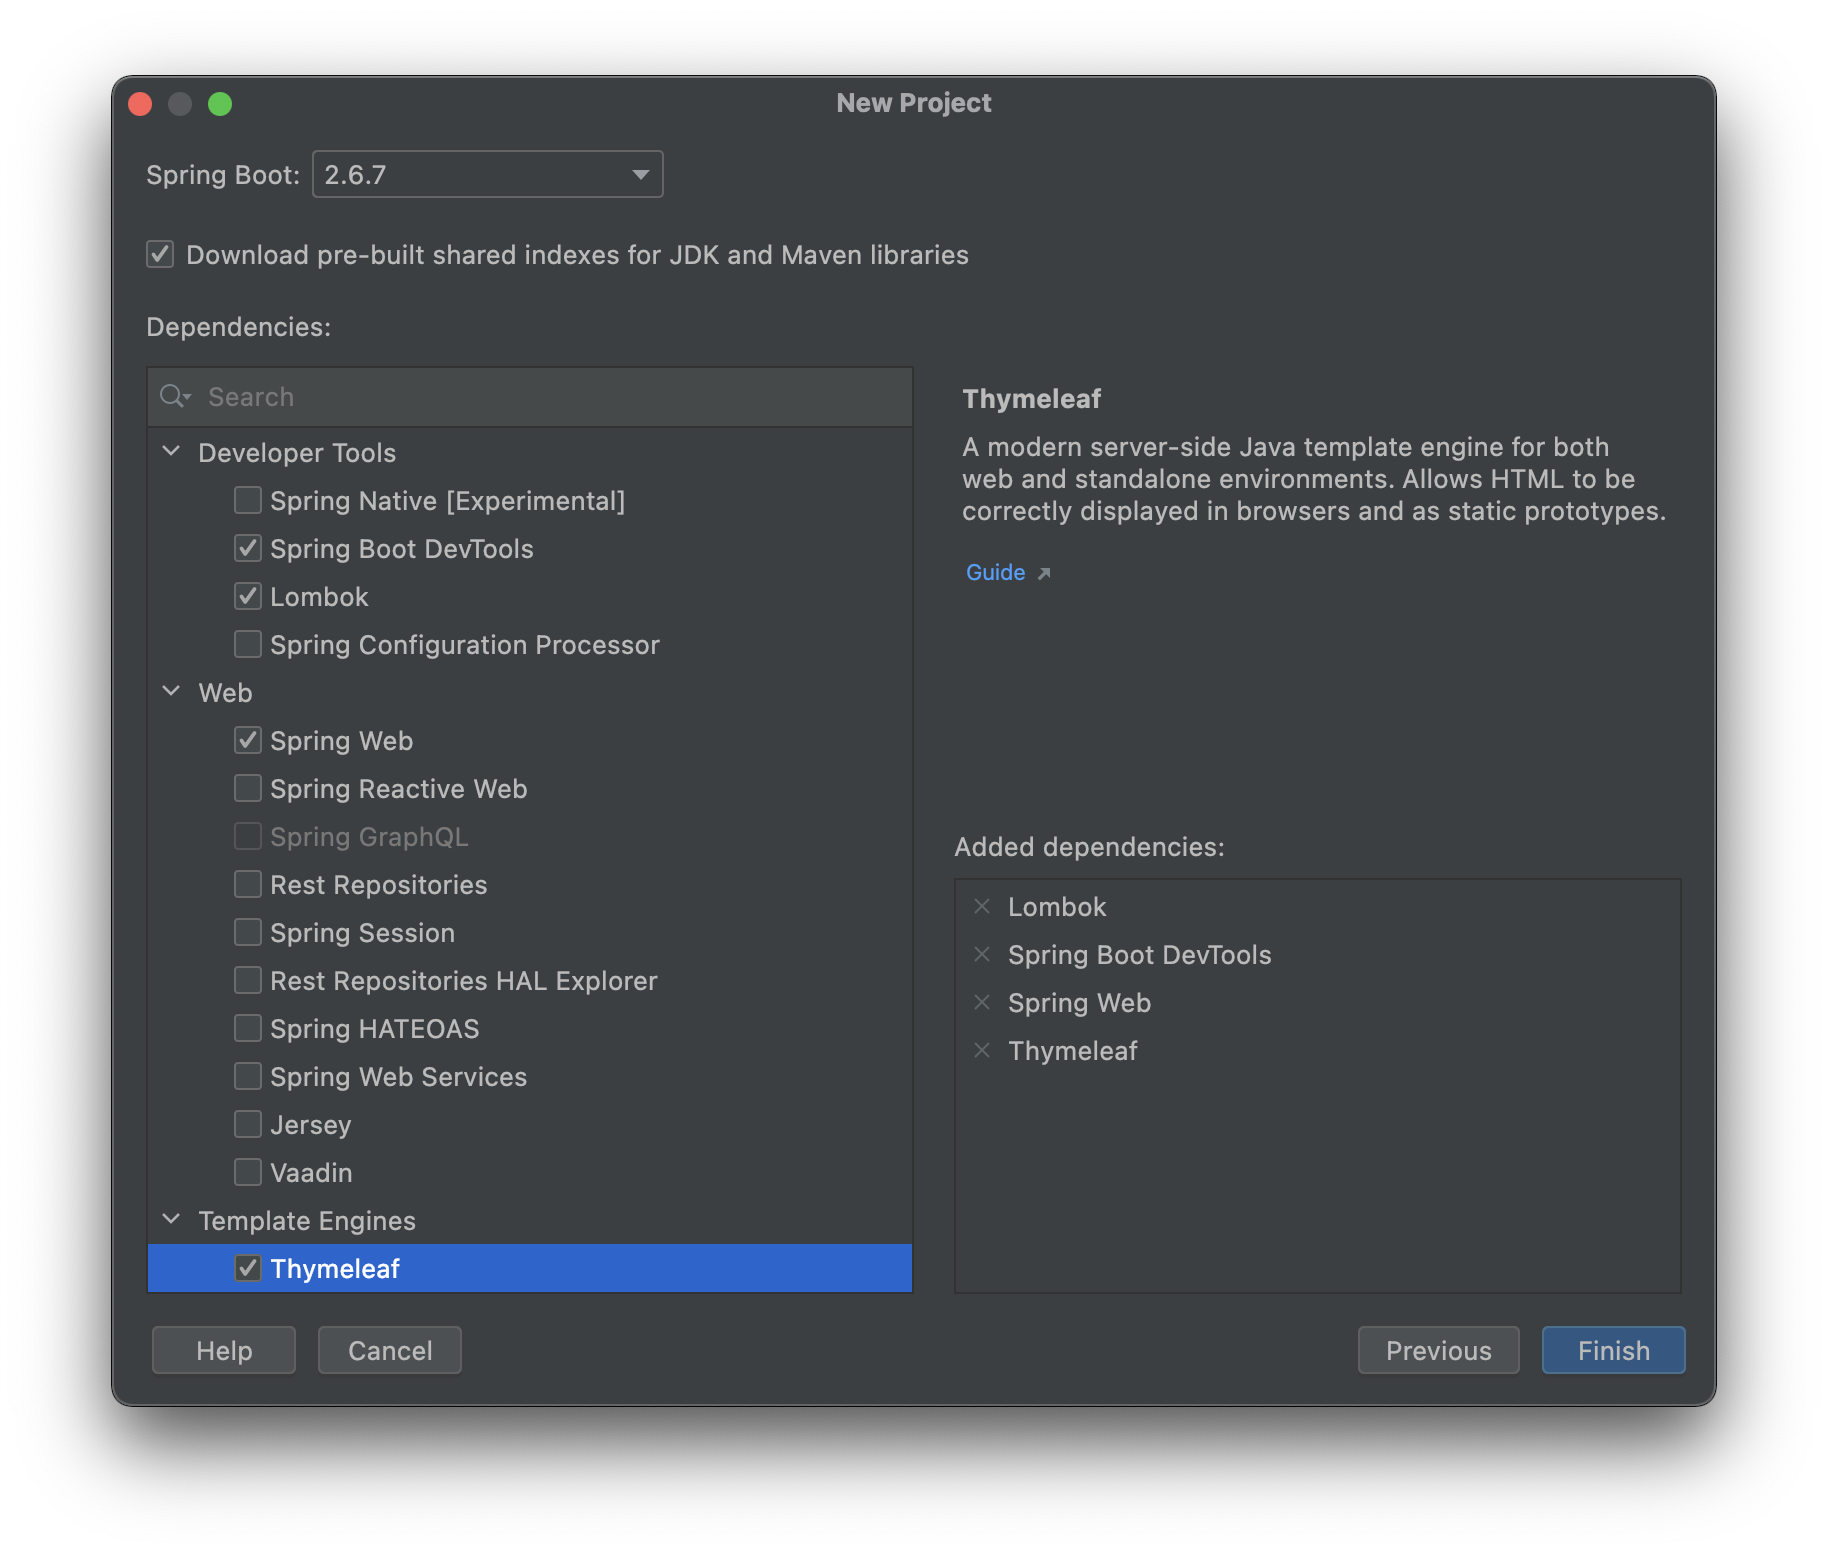 New Project
Spring Boot: 2.6.7
Download pre-built shared indexes for JDK and Maven libraries
Dependencies:
Search
Developer Tools
Spring Native [Experimental]
Spring Boot DevTools
Lombok
Spring Configuration Processor
Web
Spring Web
Spring Reactive Web
Spring GraphQL
Rest Repositories
Spring Session
Rest Repositories HAL Explorer
Spring HATEOAS
Spring Web Services
Jersey
Vaadin
Template Engines
Thymeleaf
Thymeleaf
A modern server-side Java template engine for both
web and standalone environments. Allows HTML to be
correctly displayed in browsers and as static prototypes.
Guide
Added dependencies:
Lombok
Spring Boot DevTools
Spring Web
Thymeleaf
Help
Cancel
Previous
Finish